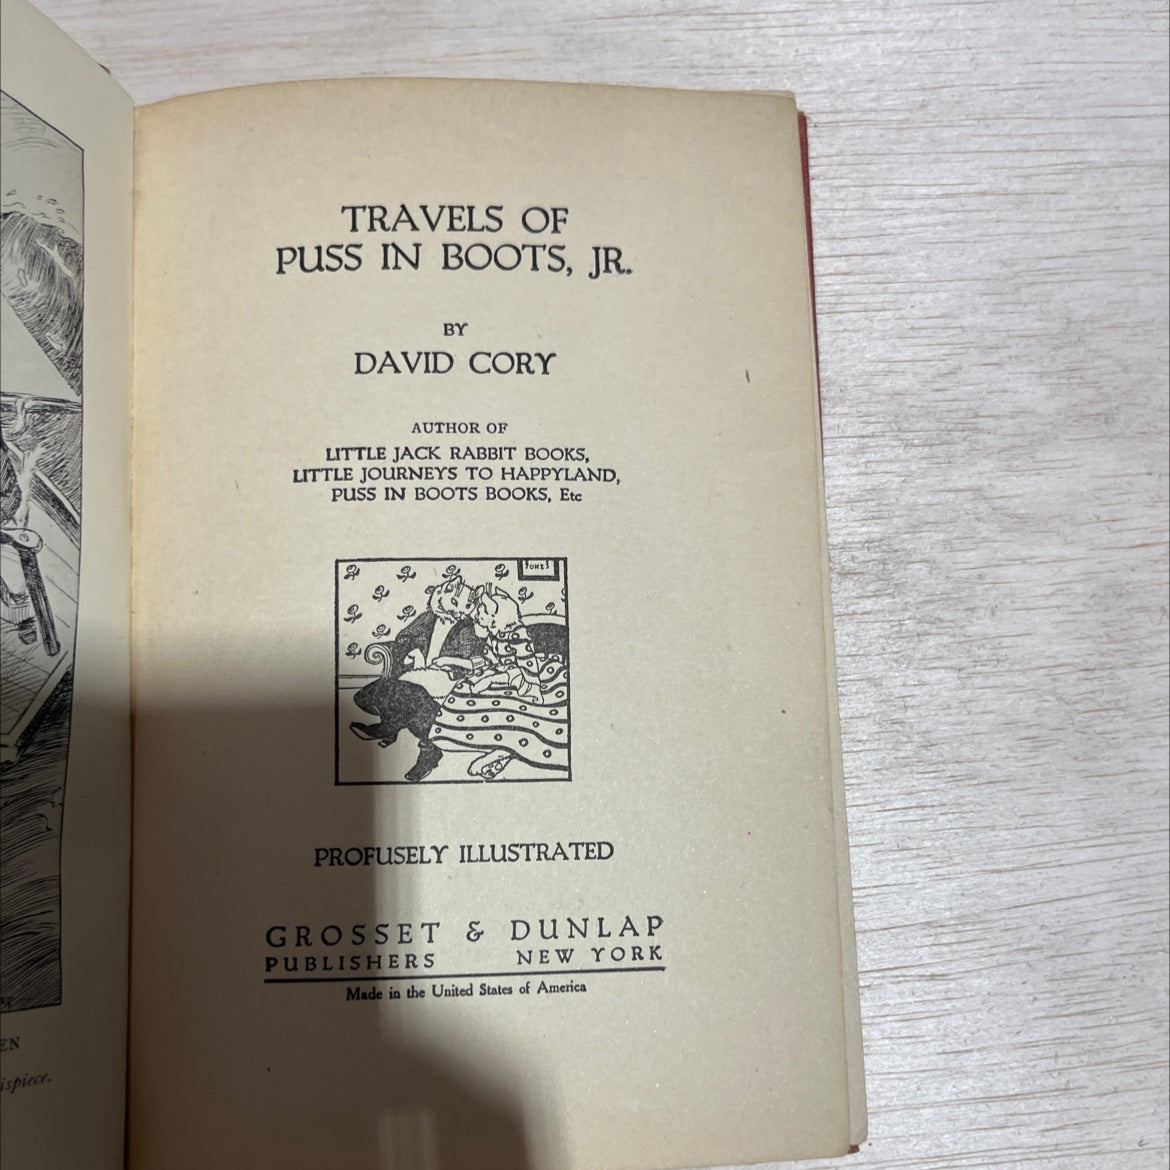 TRAVELS OF
PUSS IN BOOTS, JR.
BY
DAVID CORY
AUTHOR OF
LITTLE JACK RABBIT BOOKS,
LITTLE JOURNEYS TO HAPPYLAND,
PUSS IN BOOTS BOOKS, Etc
PROFUSELY ILLUSTRATED
GROSSET & DUNLAP
PUBLISHERS NEW YORK
Made in the United States of America
EN
ispiece.